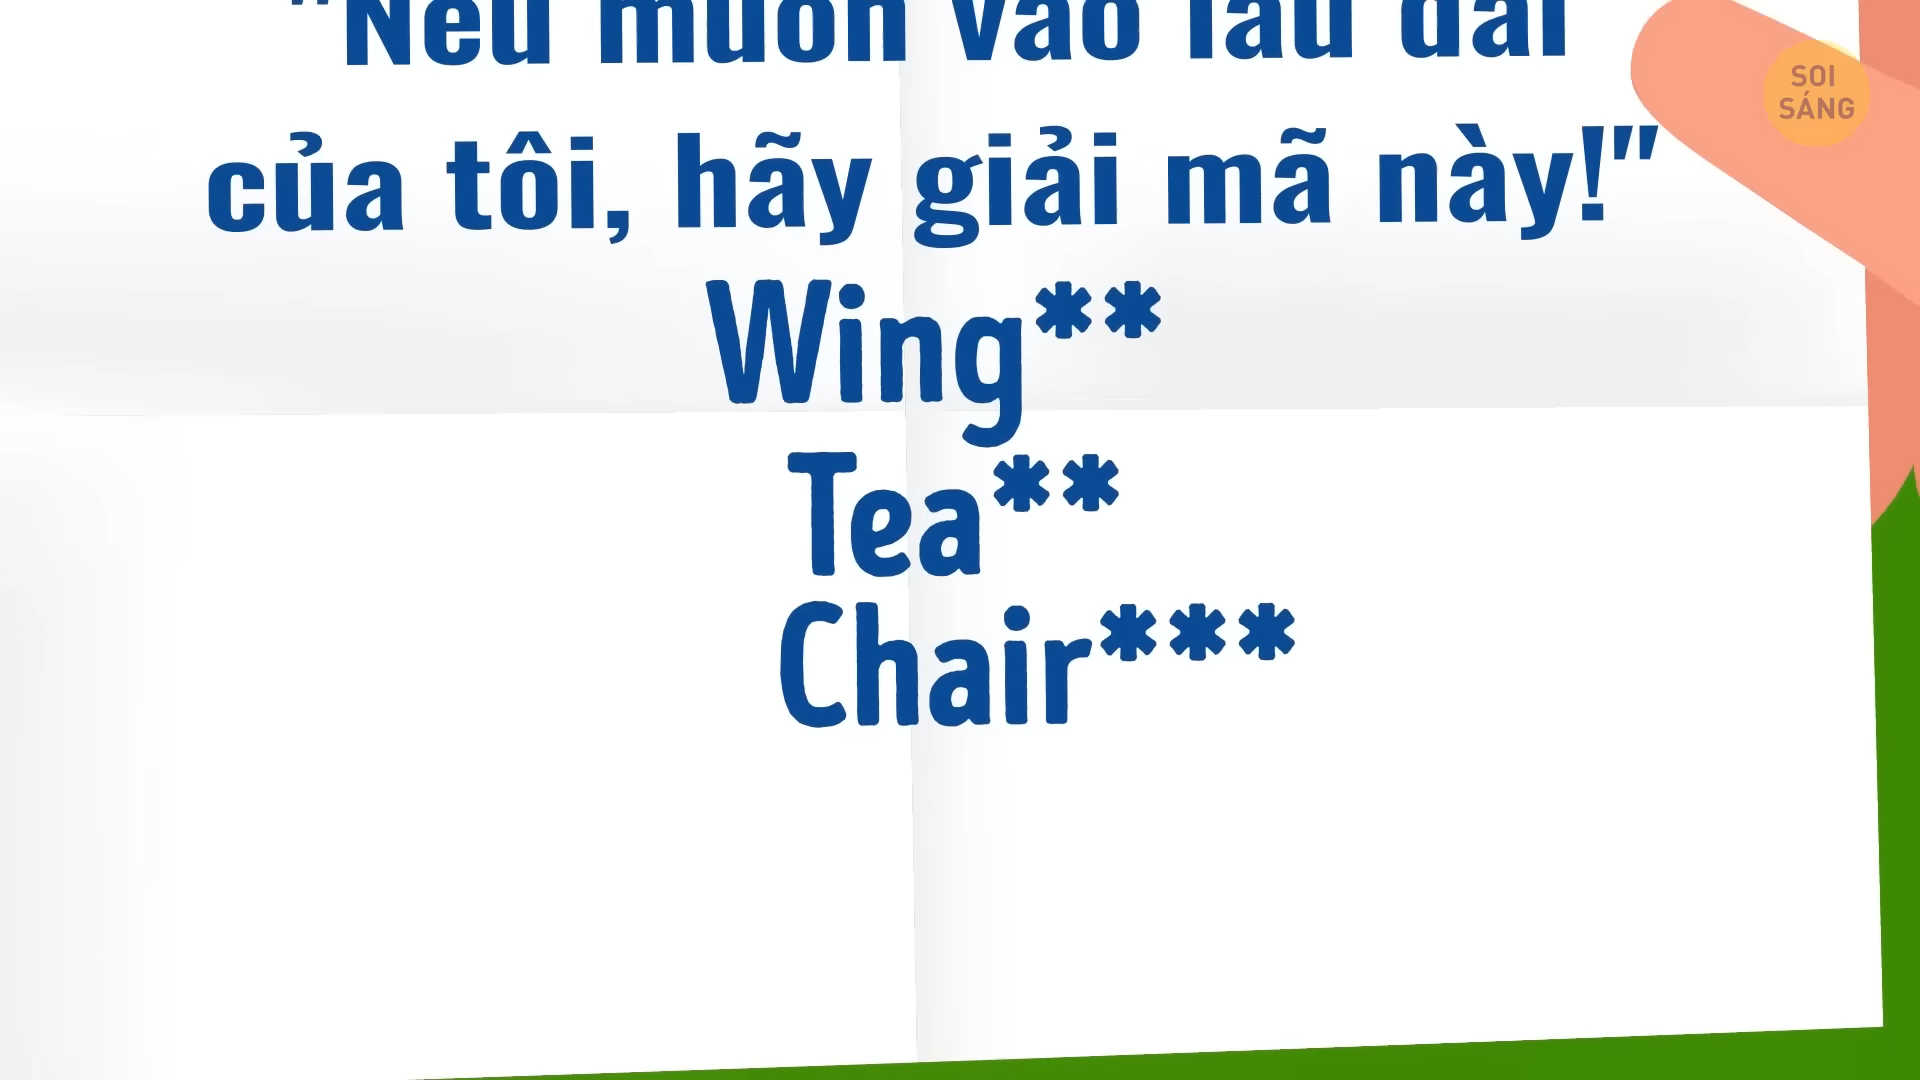 "Nếu muốn vào lâu đài
của tôi, hãy giải mã này!"
Wing**
Tea**
Chair***
SOI
SÁNG